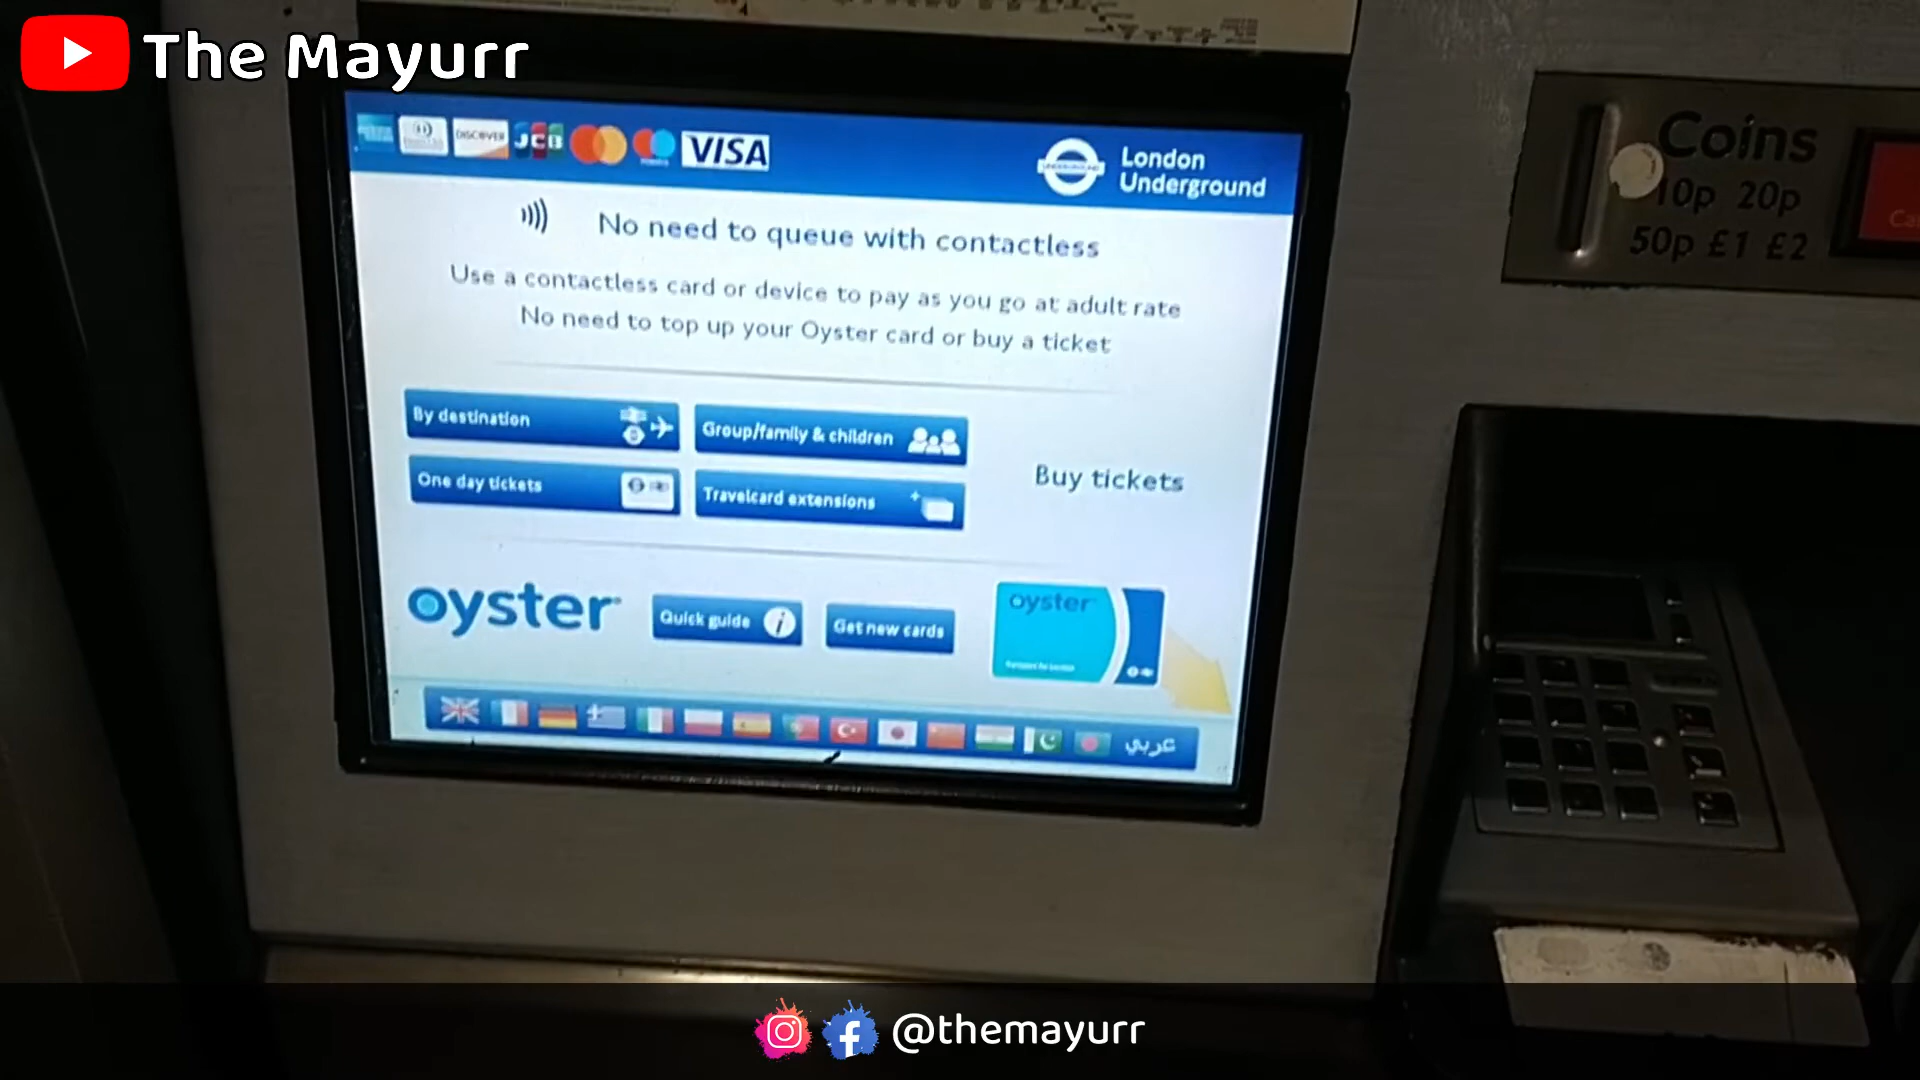 The Mayurr
DISCOVER
JCB
VISA
London
Underground
No need to queue with contactless
Use a contactless card or device to pay as you go at adult rate
No need to top up your Oyster card or buy a ticket
By destination
Group/family & children
One day tickets
Travelcard extensions
Buy tickets
oyster
Quick guide
i
Get new cards
oyster
عربي
Coins
10p 20p
50p £1 £2
@themayurr